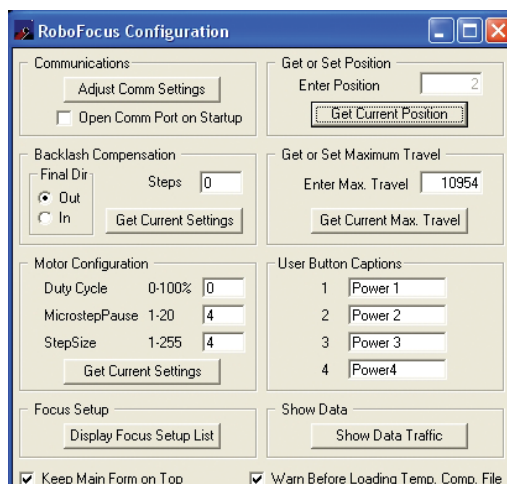 RoboFocus Configuration
Communications
Adjust Comm Settings
Open Comm Port on Startup
Get or Set Position
Enter Position 2
Get Current Position
Backlash Compensation
Final Dir
Out
In
Steps 0
Get Current Settings
Get or Set Maximum Travel
Enter Max. Travel 10954
Get Current Max. Travel
Motor Configuration
Duty Cycle 0-100% 0
MicrostepPause 1-20 4
StepSize 1-255 4
Get Current Settings
User Button Captions
1 Power 1
2 Power 2
3 Power 3
4 Power4
Focus Setup
Display Focus Setup List
Show Data
Show Data Traffic
Keep Main Form on Top
Warn Before Loading Temp. Comp. File